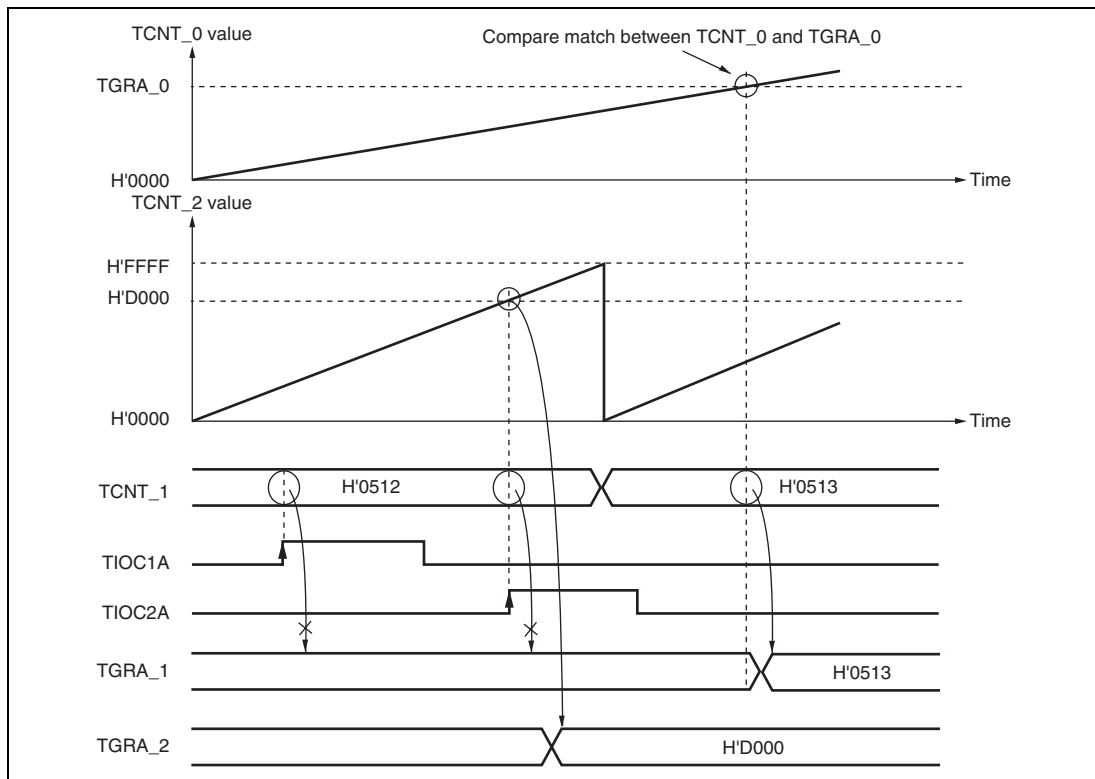 TCNT_0 value
Compare match between TCNT_0 and TGRA_0
TGRA_0
H'0000
Time
TCNT_2 value
H'FFFF
H'D000
H'0000
Time
TCNT_1
H'0512
H'0513
TIOC1A
TIOC2A
TGRA_1
H'0513
TGRA_2
H'D000